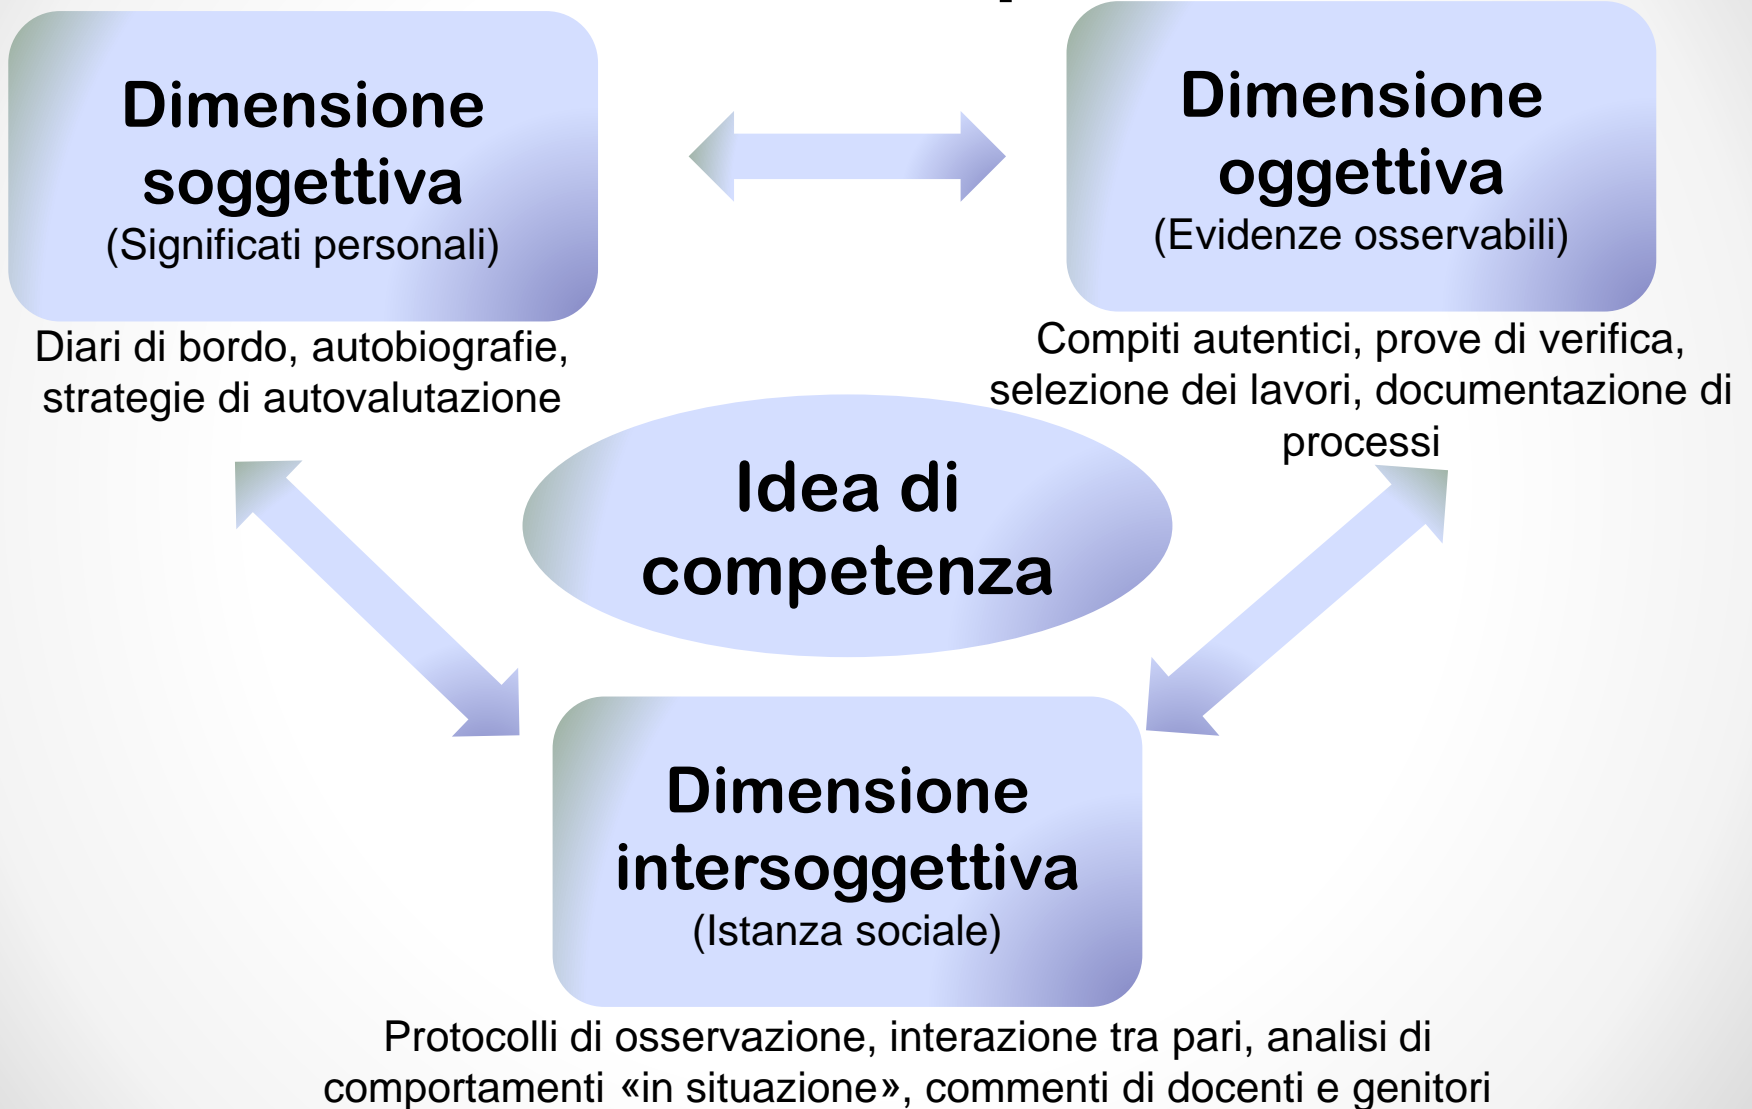 Dimensione
soggettiva
(Significati personali)
Diari di bordo, autobiografie,
strategie di autovalutazione
Dimensione
oggettiva
(Evidenze osservabili)
Compiti autentici, prove di verifica,
selezione dei lavori, documentazione di
processi
Idea di
competenza
Dimensione
intersoggettiva
(Istanza sociale)
Protocolli di osservazione, interazione tra pari, analisi di
comportamenti «in situazione», commenti di docenti e genitori